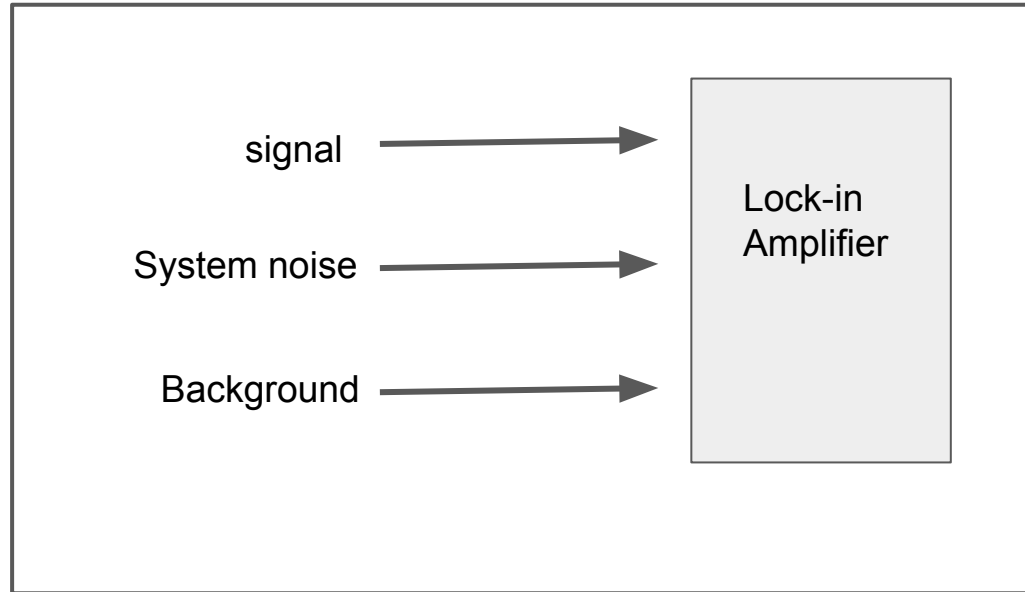 signal
System noise
Background
Lock-in
Amplifier